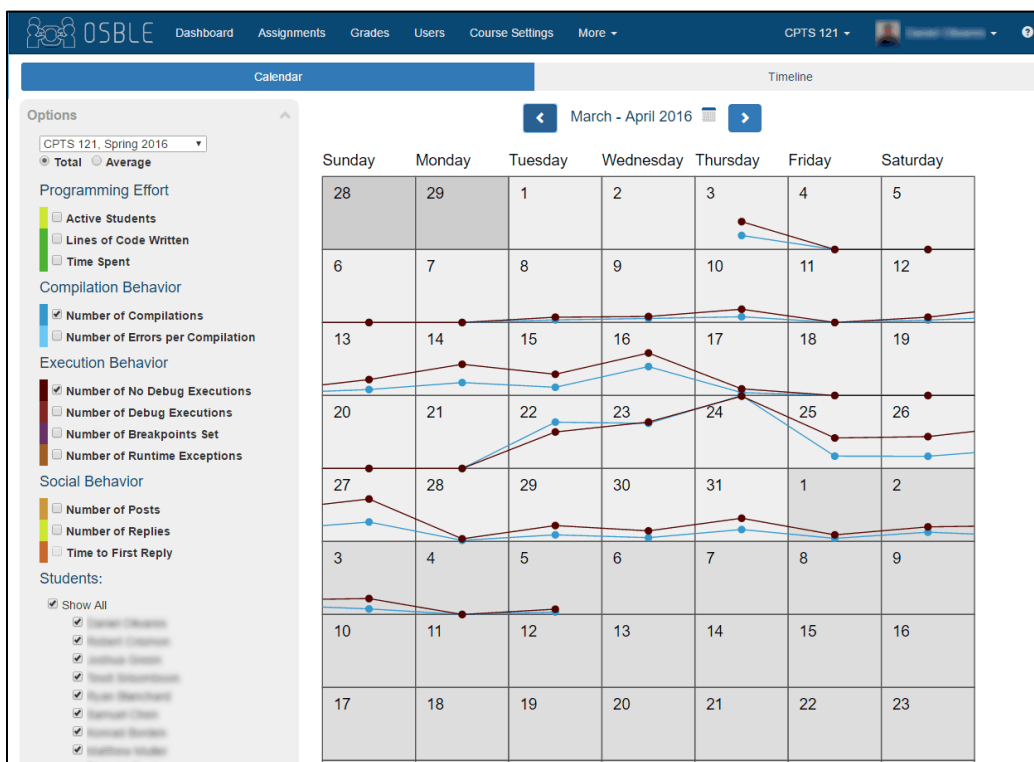 OSBLE Dashboard Assignments Grades Users Course Settings More CPTS 121
Calendar Timeline
Options
CPTS 121, Spring 2016
Total Average
Programming Effort
Active Students
Lines of Code Written
Time Spent
Compilation Behavior
Number of Compilations
Number of Errors per Compilation
Execution Behavior
Number of No Debug Executions
Number of Debug Executions
Number of Breakpoints Set
Number of Runtime Exceptions
Social Behavior
Number of Posts
Number of Replies
Time to First Reply
Students:
Show All
March - April 2016
Sunday Monday Tuesday Wednesday Thursday Friday Saturday
28 29 1 2 3 4 5
6 7 8 9 10 11 12
13 14 15 16 17 18 19
20 21 22 23 24 25 26
27 28 29 30 31 1 2
3 4 5 6 7 8 9
10 11 12 13 14 15 16
17 18 19 20 21 22 23